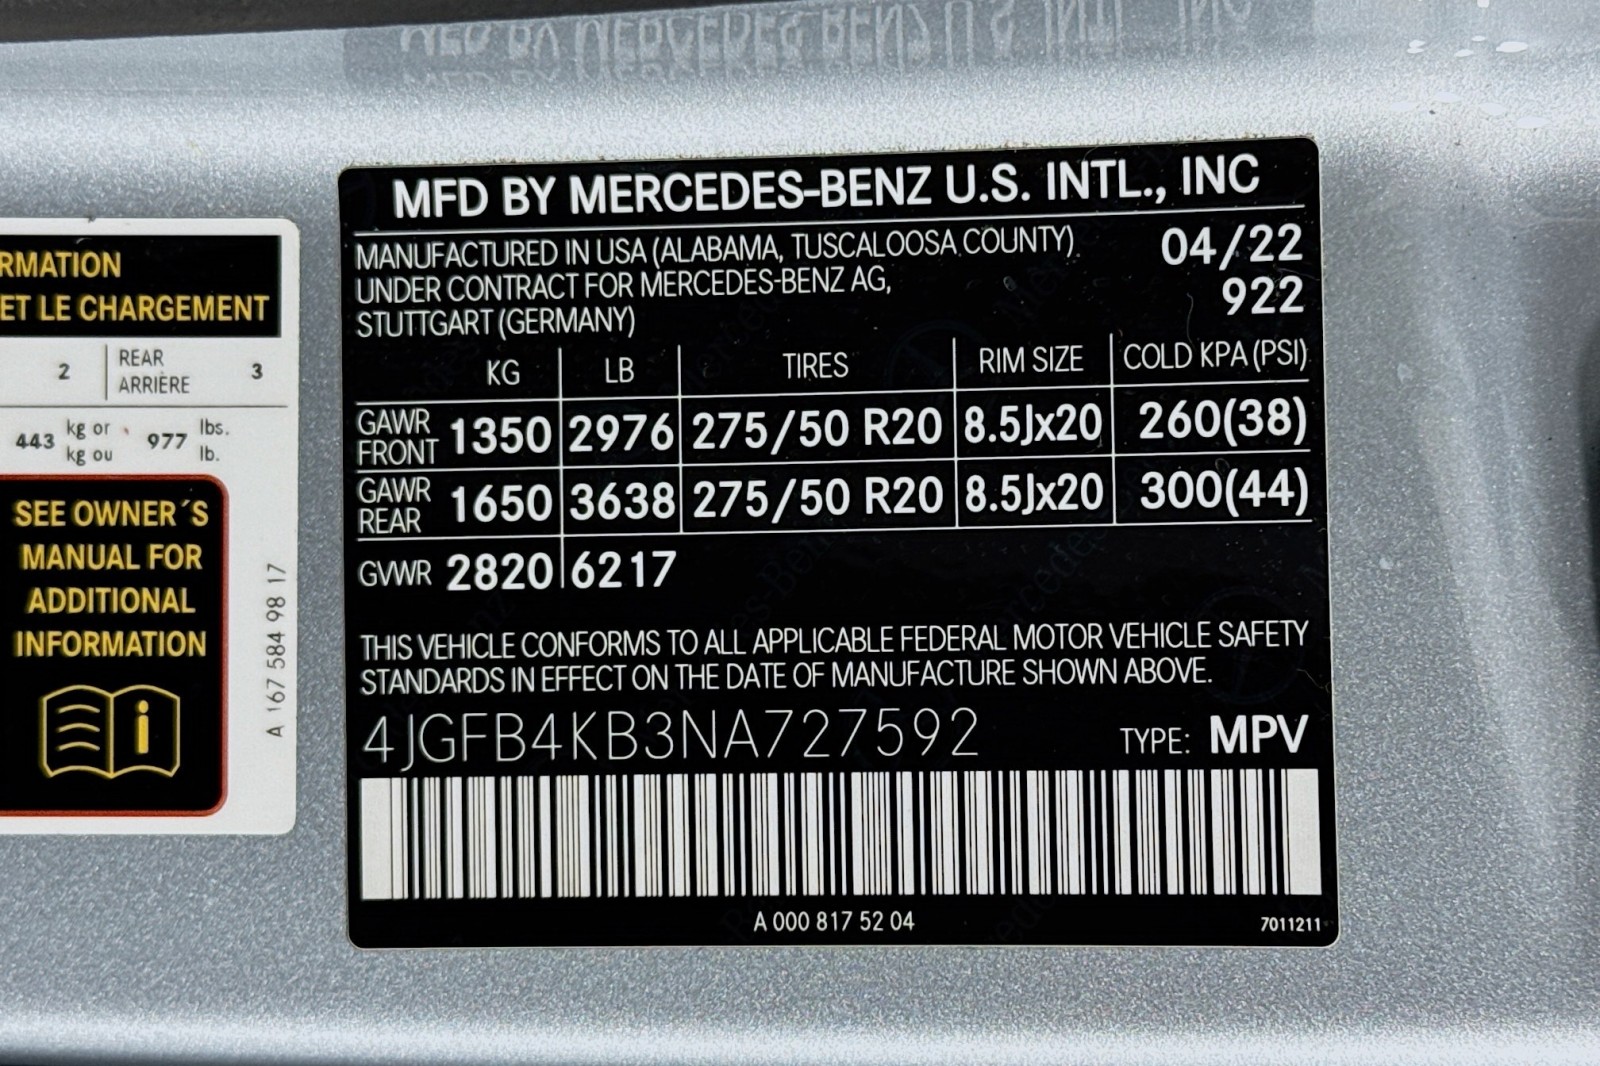 MFD BY MERCEDES-BENZ U.S. INTL., INC
MANUFACTURED IN USA (ALABAMA, TUSCALOOSA COUNTY)
UNDER CONTRACT FOR MERCEDES-BENZ AG,
STUTTGART (GERMANY)
04/22
922
KG LB TIRES RIM SIZE COLD KPA (PSI)
GAWR FRONT 1350 2976 275/50 R20 8.5Jx20 260(38)
GAWR REAR 1650 3638 275/50 R20 8.5Jx20 300(44)
GVWR 2820 6217
THIS VEHICLE CONFORMS TO ALL APPLICABLE FEDERAL MOTOR VEHICLE SAFETY
STANDARDS IN EFFECT ON THE DATE OF MANUFACTURE SHOWN ABOVE.
4JGFB4KB3NA727592 TYPE: MPV
A 000 817 52 04 7011211
RMATION
ET LE CHARGEMENT
2 REAR 3
ARRIÈRE
443 kg or 977 lbs.
kg ou lb.
SEE OWNER´S
MANUAL FOR
ADDITIONAL
INFORMATION
A 167 584 98 17